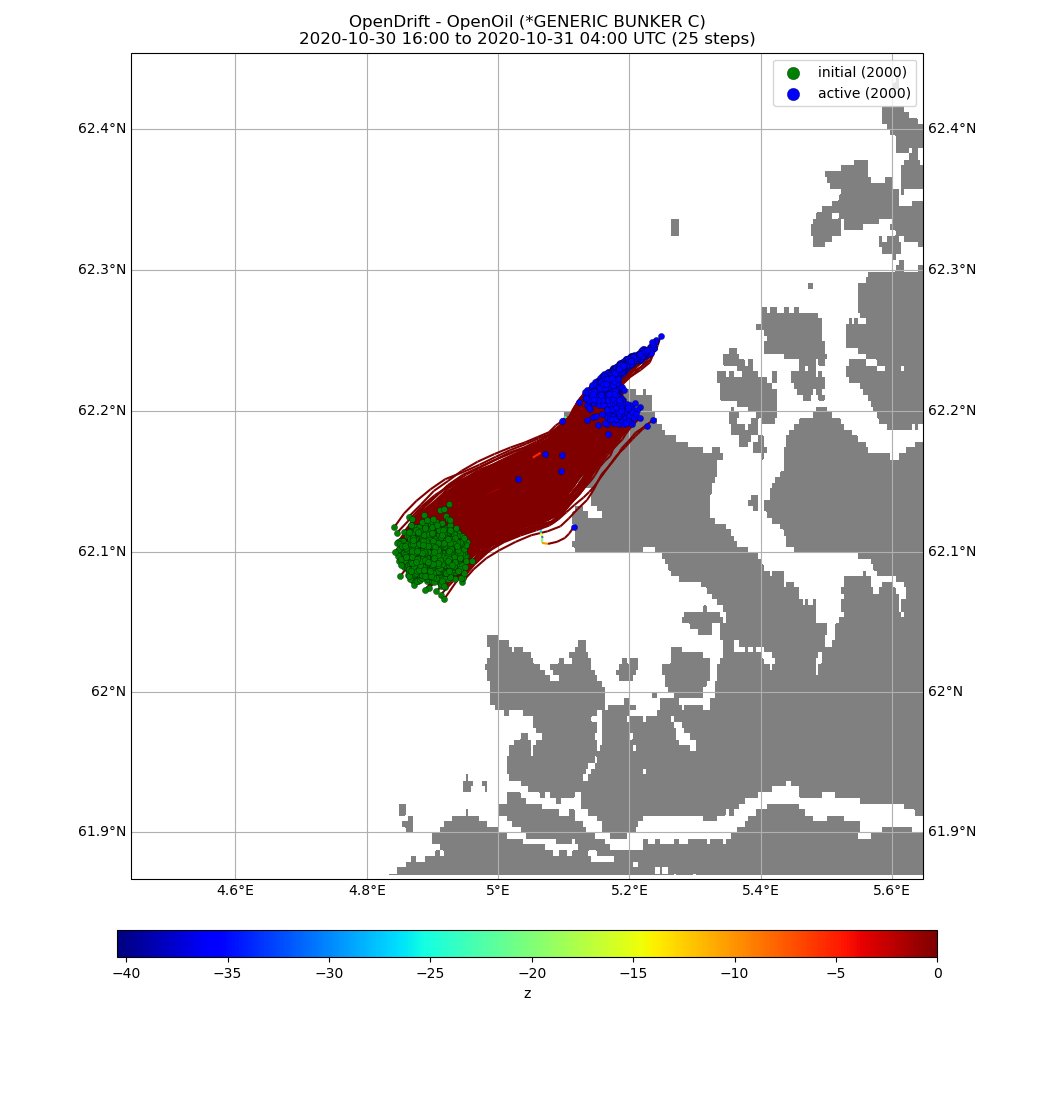 OpenDrift - OpenOil (*GENERIC BUNKER C)
2020-10-30 16:00 to 2020-10-31 04:00 UTC (25 steps)
initial (2000)
active (2000)
62.4°N 62.4°N
62.3°N 62.3°N
62.2°N 62.2°N
62.1°N 62.1°N
62°N 62°N
61.9°N 61.9°N
4.6°E 4.8°E 5°E 5.2°E 5.4°E 5.6°E
−40 −35 −30 −25 −20 −15 −10 −5 0
z